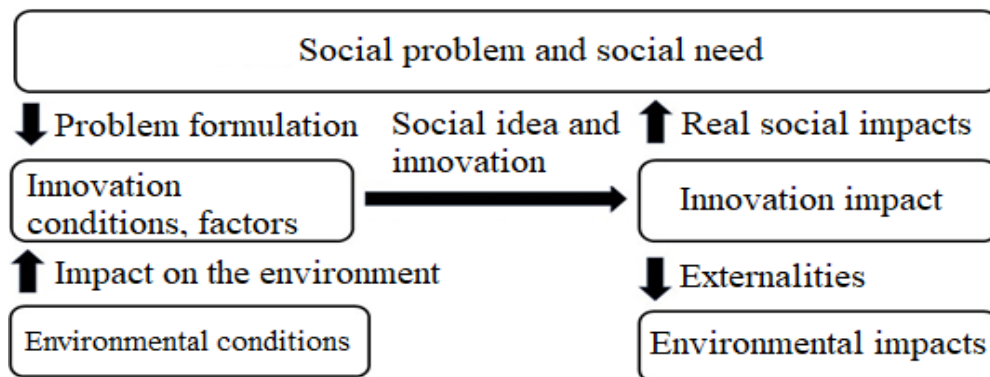 Social problem and social need
Problem formulation
Social idea and
innovation
Real social impacts
Innovation
conditions, factors
Innovation impact
Impact on the environment
Externalities
Environmental conditions
Environmental impacts